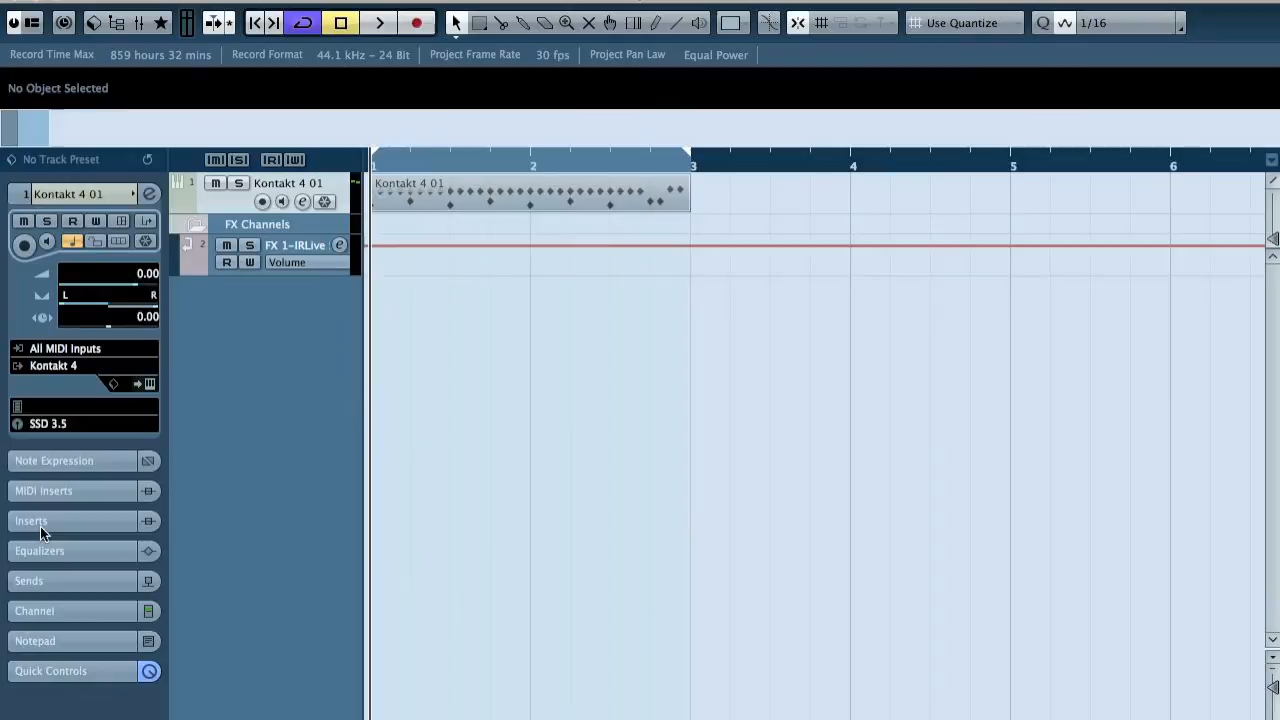 Use Quantize
1/16
Record Time Max 859 hours 32 mins Record Format 44.1 kHz - 24 Bit Project Frame Rate 30 fps Project Pan Law Equal Power
No Object Selected
No Track Preset
M S R W
1 2 3 4 5 6
1 Kontakt 4 01
M S R W
0.00
L R
0.00
All MIDI Inputs
Kontakt 4
SSD 3.5
Note Expression
MIDI Inserts
Inserts
Equalizers
Sends
Channel
Notepad
Quick Controls
1 M S Kontakt 4 01
FX Channels
2 M S FX 1-IRLive
R W Volume
Kontakt 4 01